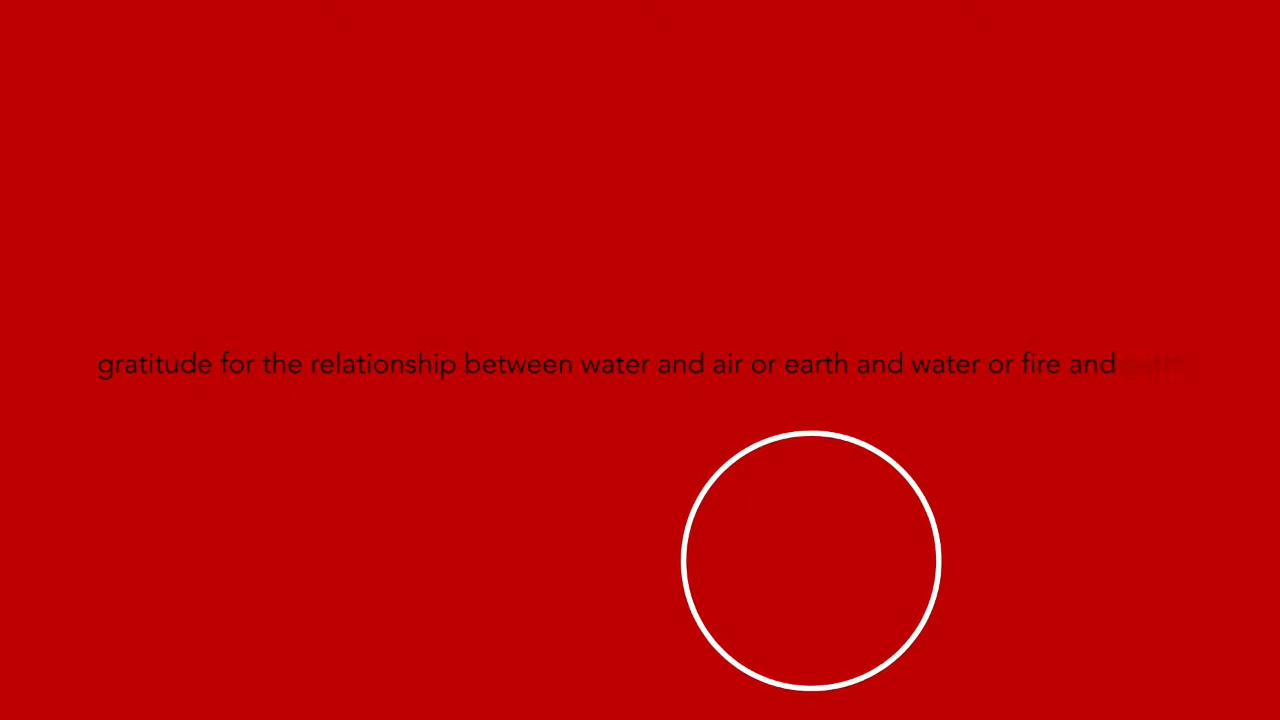 gratitude for the relationship between water and air or earth and water or fire and